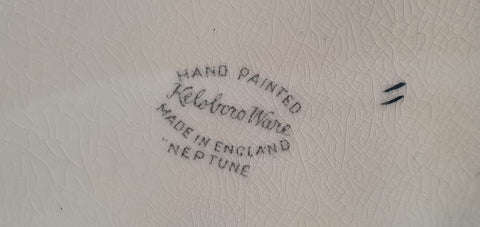 HAND PAINTED
Kelsboro Ware
MADE IN ENGLAND
"NEPTUNE